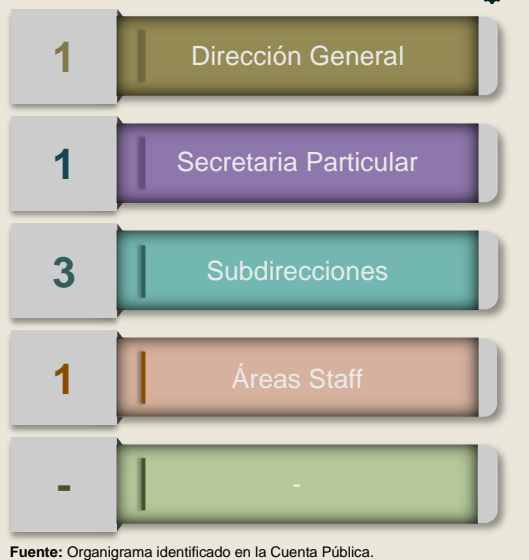 1 Dirección General
1 Secretaria Particular
3 Subdirecciones
1 Áreas Staff
- -
Fuente: Organigrama identificado en la Cuenta Pública.